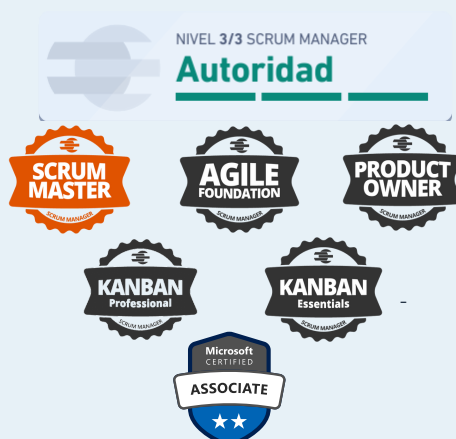 NIVEL 3/3 SCRUM MANAGER
Autoridad
SCRUM
MASTER
SCRUM MANAGER
AGILE
FOUNDATION
SCRUM MANAGER
PRODUCT
OWNER
SCRUM MANAGER
KANBAN
Professional
SCRUM MANAGER
KANBAN
Essentials
SCRUM MANAGER
-
Microsoft
CERTIFIED
ASSOCIATE